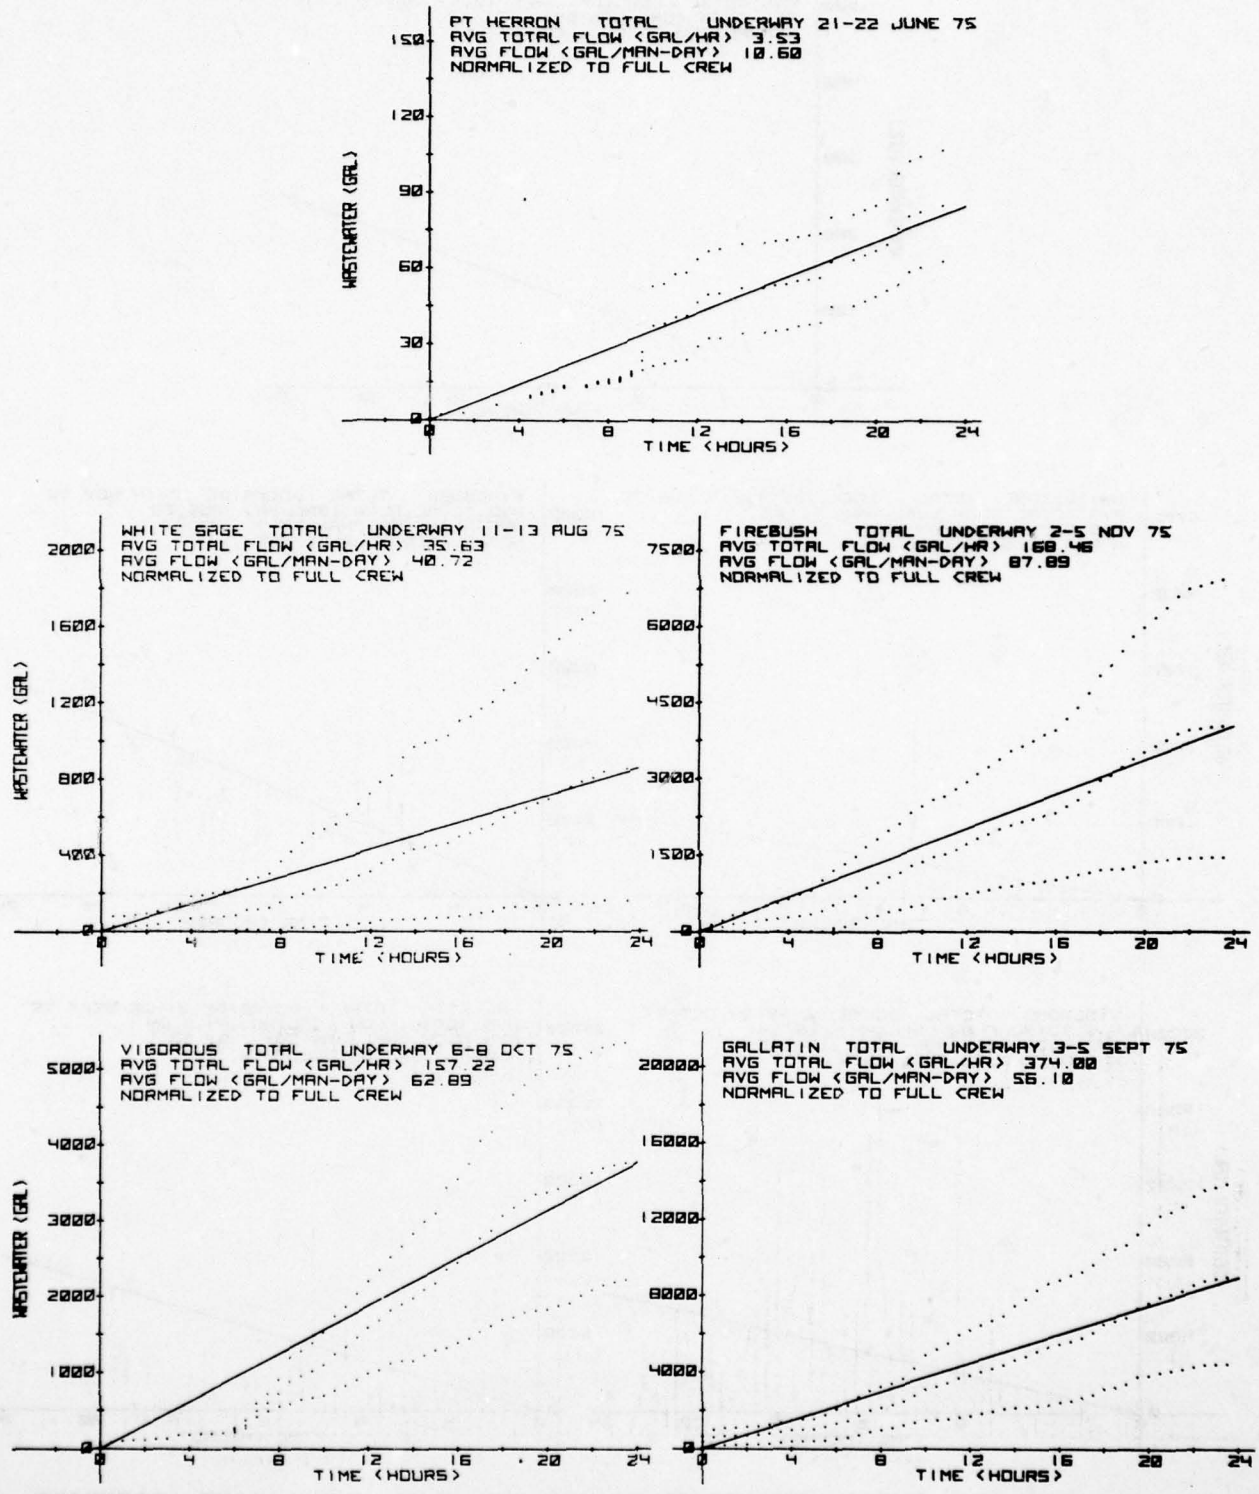 PT HERRON TOTAL UNDERWAY 21-22 JUNE 75
AVG TOTAL FLOW <GAL/HR> 3.53
AVG FLOW <GAL/MAN-DAY> 10.60
NORMALIZED TO FULL CREW
150
120
90
60
30
0
WASTEWATER <GAL>
0 4 8 12 16 20 24
TIME <HOURS>
WHITE SAGE TOTAL UNDERWAY 11-13 AUG 75
AVG TOTAL FLOW <GAL/HR> 35.63
AVG FLOW <GAL/MAN-DAY> 40.72
NORMALIZED TO FULL CREW
2000
1600
1200
800
400
0
WASTEWATER <GAL>
0 4 8 12 16 20 24
TIME <HOURS>
FIREBUSH TOTAL UNDERWAY 2-5 NOV 75
AVG TOTAL FLOW <GAL/HR> 168.46
AVG FLOW <GAL/MAN-DAY> 87.89
NORMALIZED TO FULL CREW
7500
6000
4500
3000
1500
0
0 4 8 12 16 20 24
TIME <HOURS>
VIGOROUS TOTAL UNDERWAY 6-8 OCT 75
AVG TOTAL FLOW <GAL/HR> 157.22
AVG FLOW <GAL/MAN-DAY> 62.89
NORMALIZED TO FULL CREW
5000
4000
3000
2000
1000
0
WASTEWATER <GAL>
0 4 8 12 16 20 24
TIME <HOURS>
GALLATIN TOTAL UNDERWAY 3-5 SEPT 75
AVG TOTAL FLOW <GAL/HR> 374.00
AVG FLOW <GAL/MAN-DAY> 56.10
NORMALIZED TO FULL CREW
20000
16000
12000
8000
4000
0
0 4 8 12 16 20 24
TIME <HOURS>